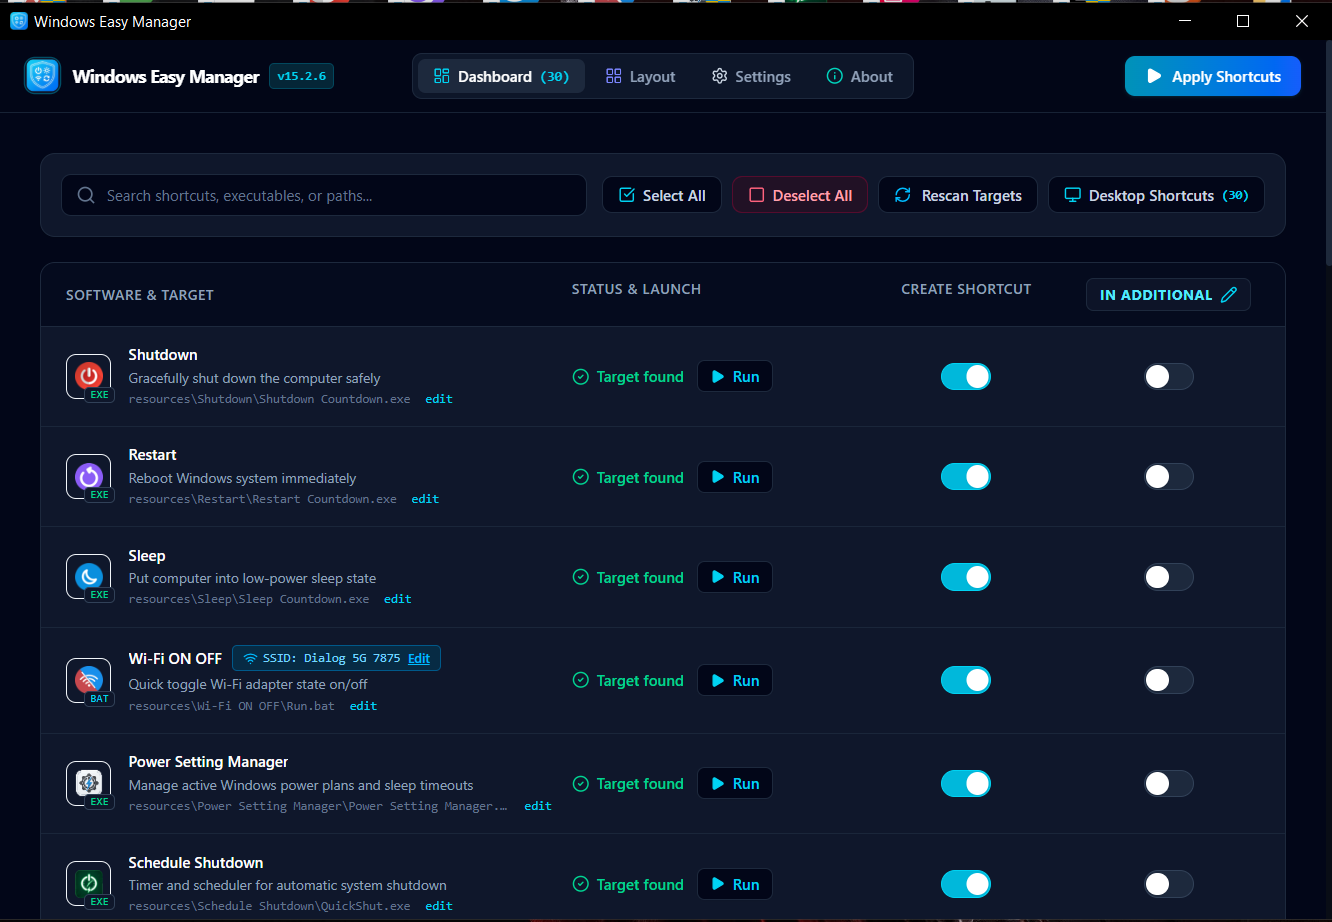 Windows Easy Manager
Windows Easy Manager v15.2.6 Dashboard (30) Layout Settings About Apply Shortcuts
Search shortcuts, executables, or paths... Select All Deselect All Rescan Targets Desktop Shortcuts (30)
SOFTWARE & TARGET STATUS & LAUNCH CREATE SHORTCUT IN ADDITIONAL
Shutdown
Gracefully shut down the computer safely
Target found Run
EXE resources\Shutdown\Shutdown Countdown.exe edit
Restart
Reboot Windows system immediately
Target found Run
EXE resources\Restart\Restart Countdown.exe edit
Sleep
Put computer into low-power sleep state
Target found Run
EXE resources\Sleep\Sleep Countdown.exe edit
Wi-Fi ON OFF SSID: Dialog 5G 7875 Edit
Quick toggle Wi-Fi adapter state on/off
Target found Run
BAT resources\Wi-Fi ON OFF\Run.bat edit
Power Setting Manager
Manage active Windows power plans and sleep timeouts
Target found Run
EXE resources\Power Setting Manager\Power Setting Manager.… edit
Schedule Shutdown
Timer and scheduler for automatic system shutdown
Target found Run
EXE resources\Schedule Shutdown\QuickShut.exe edit